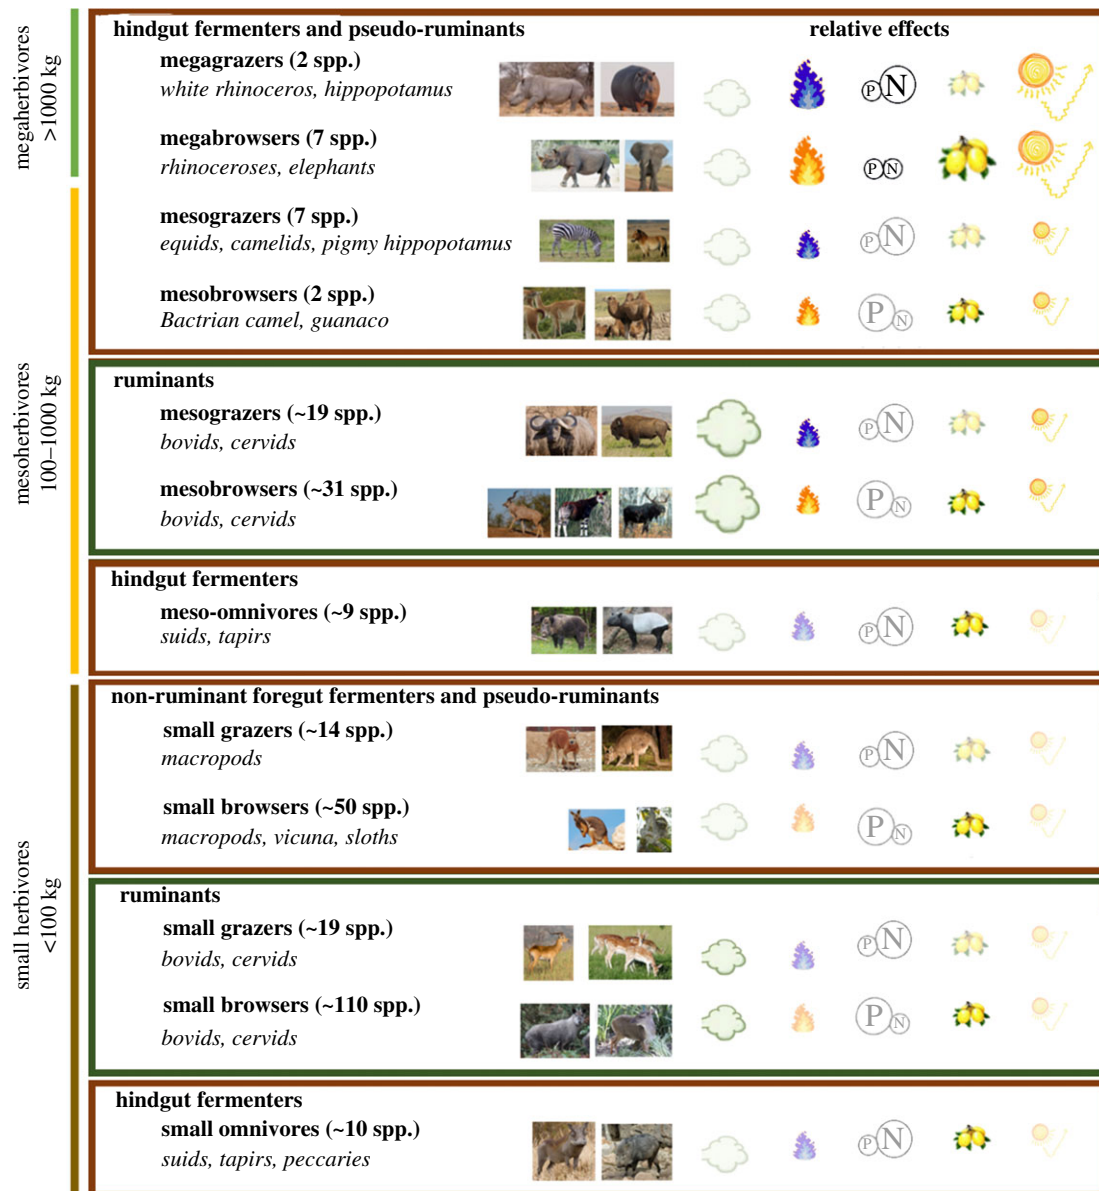 megaherbivores
>1000 kg
mesoherbivores
100–1000 kg
small herbivores
<100 kg
hindgut fermenters and pseudo-ruminants
relative effects
megagrazers (2 spp.)
white rhinoceros, hippopotamus
P N
megabrowsers (7 spp.)
rhinoceroses, elephants
P N
mesograzers (7 spp.)
equids, camelids, pigmy hippopotamus
P N
mesobrowsers (2 spp.)
Bactrian camel, guanaco
P N
ruminants
mesograzers (~19 spp.)
bovids, cervids
P N
mesobrowsers (~31 spp.)
bovids, cervids
P N
hindgut fermenters
meso-omnivores (~9 spp.)
suids, tapirs
P N
non-ruminant foregut fermenters and pseudo-ruminants
small grazers (~14 spp.)
macropods
P N
small browsers (~50 spp.)
macropods, vicuna, sloths
P N
ruminants
small grazers (~19 spp.)
bovids, cervids
P N
small browsers (~110 spp.)
bovids, cervids
P N
hindgut fermenters
small omnivores (~10 spp.)
suids, tapirs, peccaries
P N